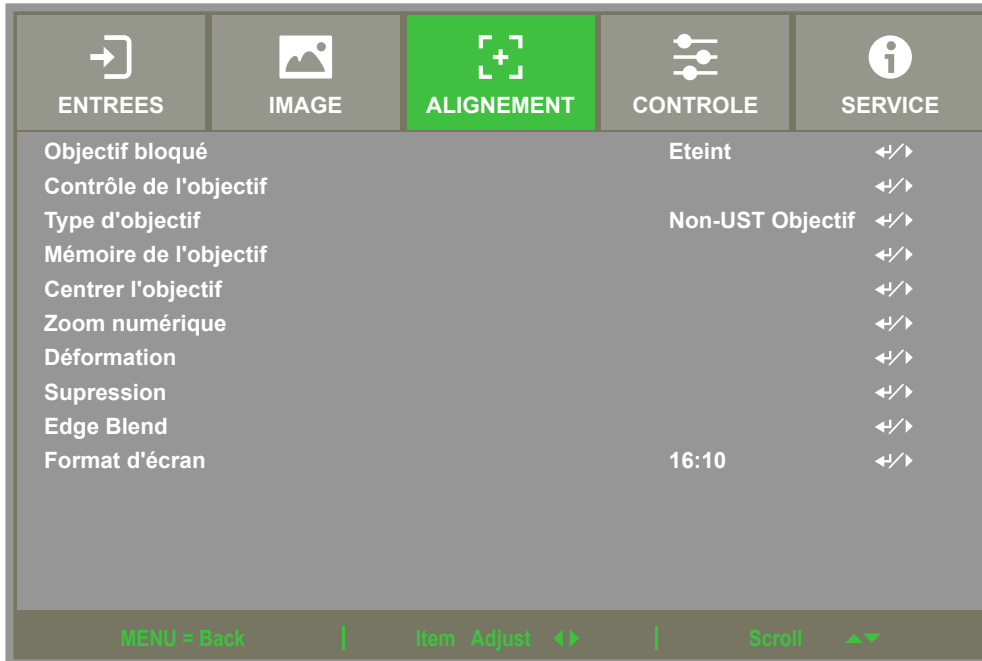 ENTREES IMAGE ALIGNEMENT CONTROLE SERVICE
Objectif bloqué Eteint
Contrôle de l'objectif
Type d'objectif Non-UST Objectif
Mémoire de l'objectif
Centrer l'objectif
Zoom numérique
Déformation
Supression
Edge Blend
Format d'écran 16:10
MENU = Back | Item Adjust | Scroll